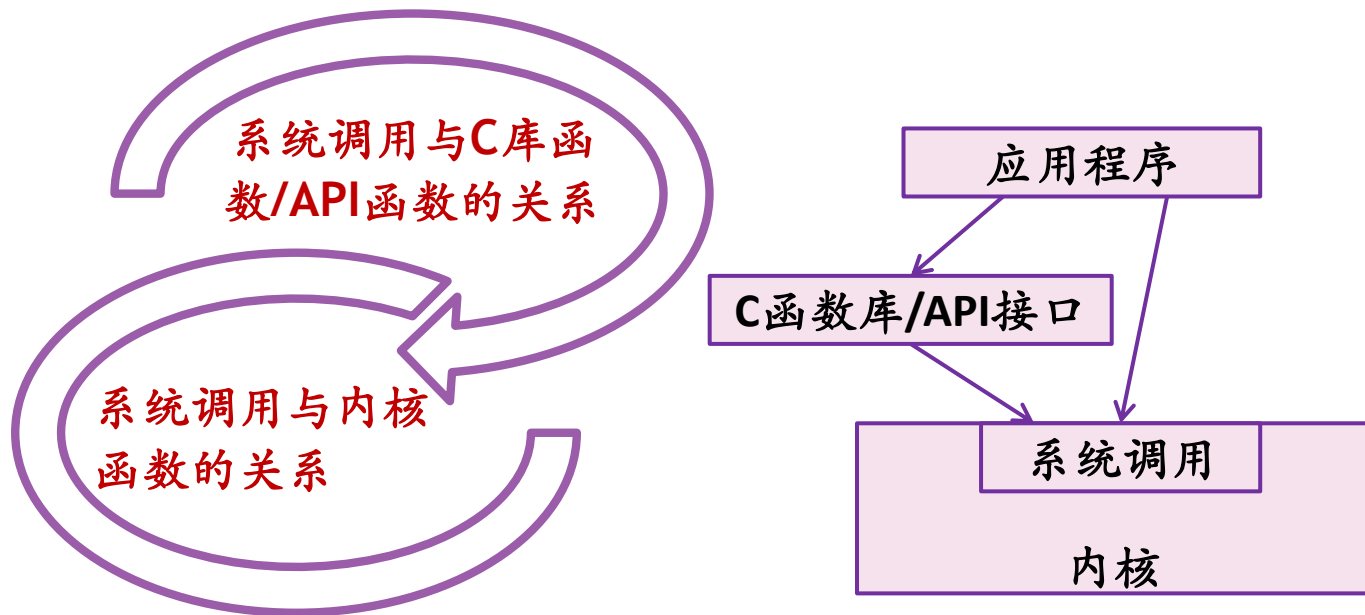 系统调用与C库函
数/API函数的关系
系统调用与内核
函数的关系
应用程序
C函数库/API接口
系统调用
内核